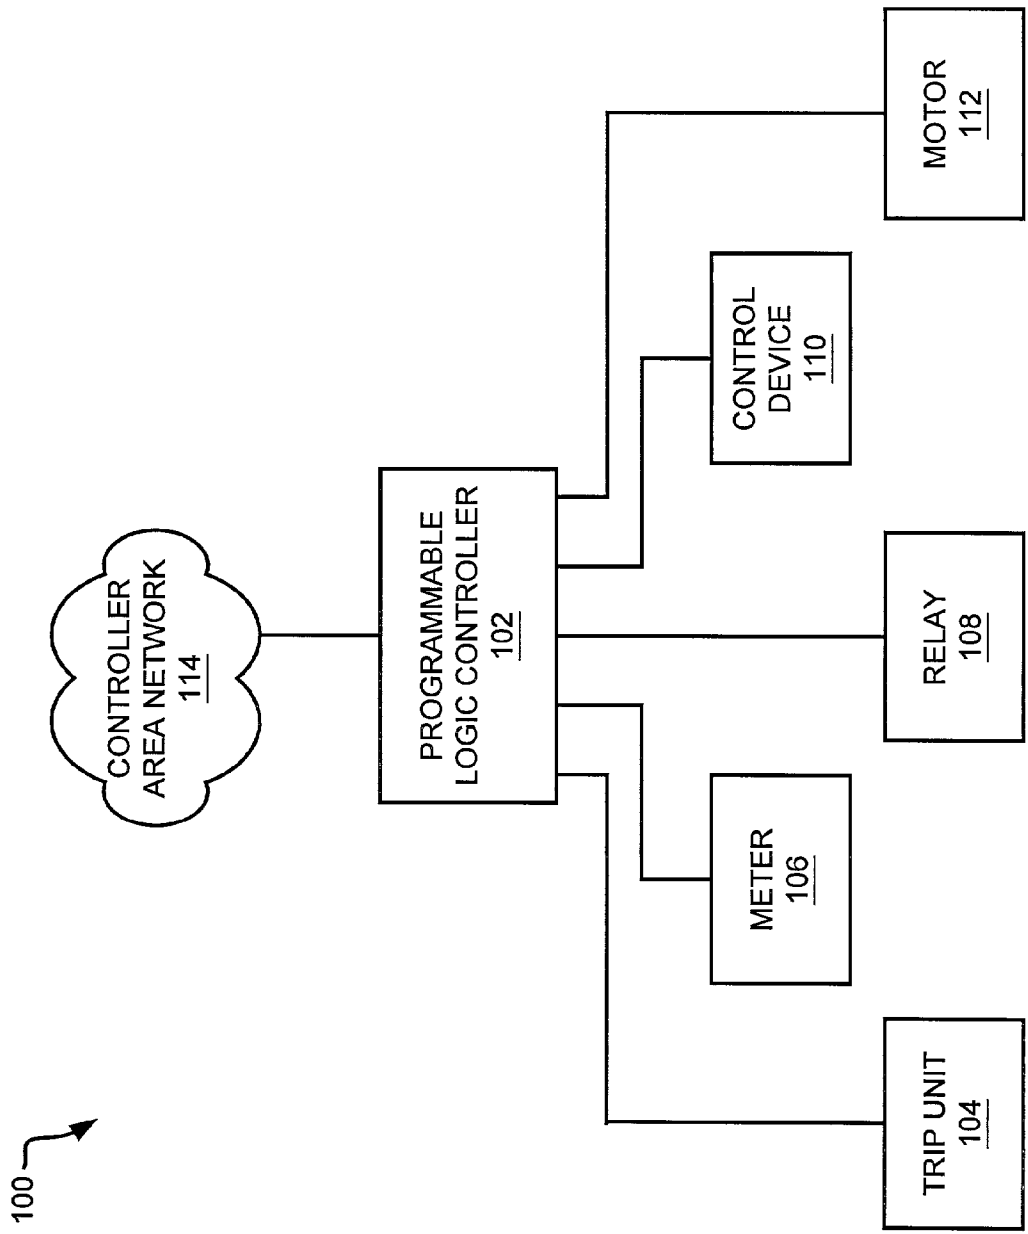 100
CONTROLLER
AREA NETWORK
114
PROGRAMMABLE
LOGIC CONTROLLER
102
TRIP UNIT
104
METER
106
RELAY
108
CONTROL
DEVICE
110
MOTOR
112